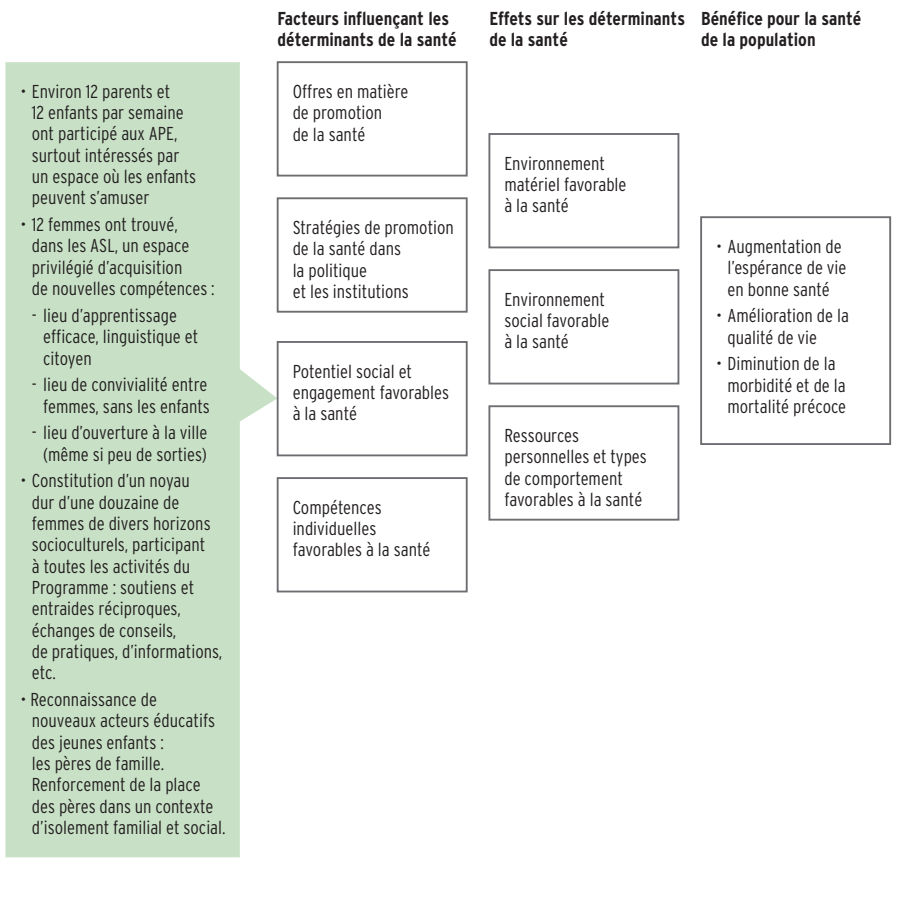 Facteurs influençant les
déterminants de la santé
Effets sur les déterminants
de la santé
Bénéfice pour la santé
de la population
• Environ 12 parents et
12 enfants par semaine
ont participé aux APE,
surtout intéressés par
un espace où les enfants
peuvent s’amuser
• 12 femmes ont trouvé,
dans les ASL, un espace
privilégié d’acquisition
de nouvelles compétences :
- lieu d’apprentissage
efficace, linguistique et
citoyen
- lieu de convivialité entre
femmes, sans les enfants
- lieu d’ouverture à la ville
(même si peu de sorties)
• Constitution d’un noyau
dur d’une douzaine de
femmes de divers horizons
socioculturels, participant
à toutes les activités du
Programme : soutiens et
entraides réciproques,
échanges de conseils,
de pratiques, d’informations,
etc.
• Reconnaissance de
nouveaux acteurs éducatifs
des jeunes enfants :
les pères de famille.
Renforcement de la place
des pères dans un contexte
d’isolement familial et social.
Offres en matière
de promotion
de la santé
Stratégies de promotion
de la santé dans
la politique
et les institutions
Potentiel social et
engagement favorables
à la santé
Compétences
individuelles
favorables à la santé
Environnement
matériel favorable
à la santé
Environnement
social favorable
à la santé
Ressources
personnelles et types
de comportement
favorables à la santé
• Augmentation de
l’espérance de vie
en bonne santé
• Amélioration de la
qualité de vie
• Diminution de la
morbidité et de la
mortalité précoce